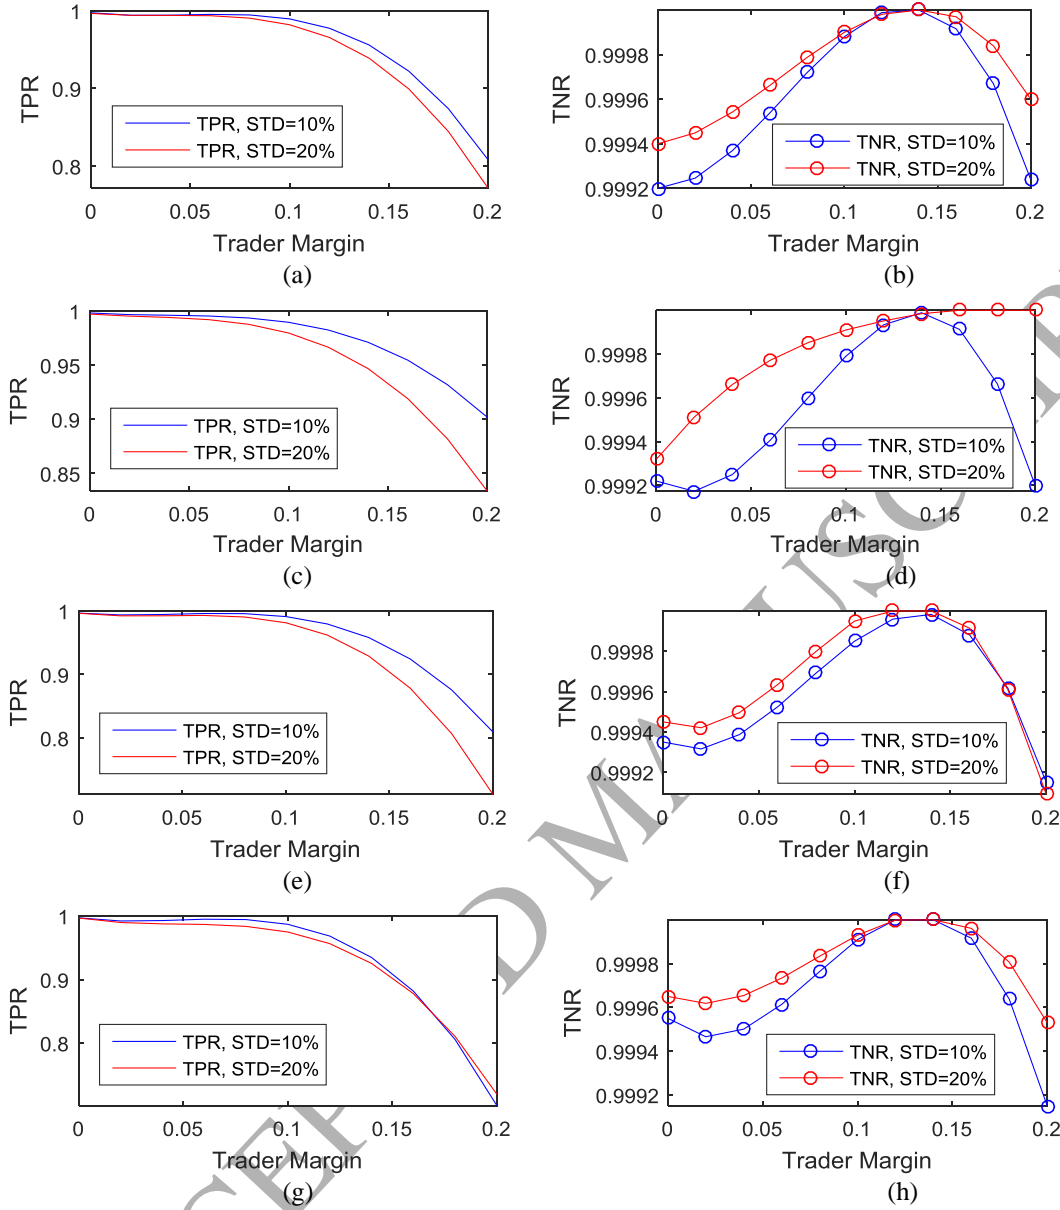 1
0.9
0.8
TPR
TPR, STD=10%
TPR, STD=20%
0 0.05 0.1 0.15 0.2
Trader Margin
(a)
0.9998
0.9996
0.9994
0.9992
TNR
TNR, STD=10%
TNR, STD=20%
0 0.05 0.1 0.15 0.2
Trader Margin
(b)
1
0.95
0.9
0.85
TPR
TPR, STD=10%
TPR, STD=20%
0 0.05 0.1 0.15 0.2
Trader Margin
(c)
0.9998
0.9996
0.9994
0.9992
TNR
TNR, STD=10%
TNR, STD=20%
0 0.05 0.1 0.15 0.2
Trader Margin
(d)
1
0.9
0.8
TPR
TPR, STD=10%
TPR, STD=20%
0 0.05 0.1 0.15 0.2
Trader Margin
(e)
0.9998
0.9996
0.9994
0.9992
TNR
TNR, STD=10%
TNR, STD=20%
0 0.05 0.1 0.15 0.2
Trader Margin
(f)
1
0.9
0.8
TPR
TPR, STD=10%
TPR, STD=20%
0 0.05 0.1 0.15 0.2
Trader Margin
(g)
0.9998
0.9996
0.9994
0.9992
TNR
TNR, STD=10%
TNR, STD=20%
0 0.05 0.1 0.15 0.2
Trader Margin
(h)